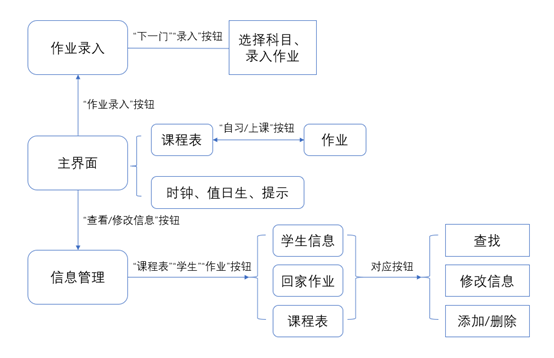 作业录入
“下一门”“录入”按钮
选择科目、
录入作业
“作业录入”按钮
主界面
课程表
“自习/上课”按钮
作业
时钟、值日生、提示
“查看/修改信息”按钮
信息管理
“课程表”“学生”“作业”按钮
学生信息
回家作业
课程表
对应按钮
查找
修改信息
添加/删除